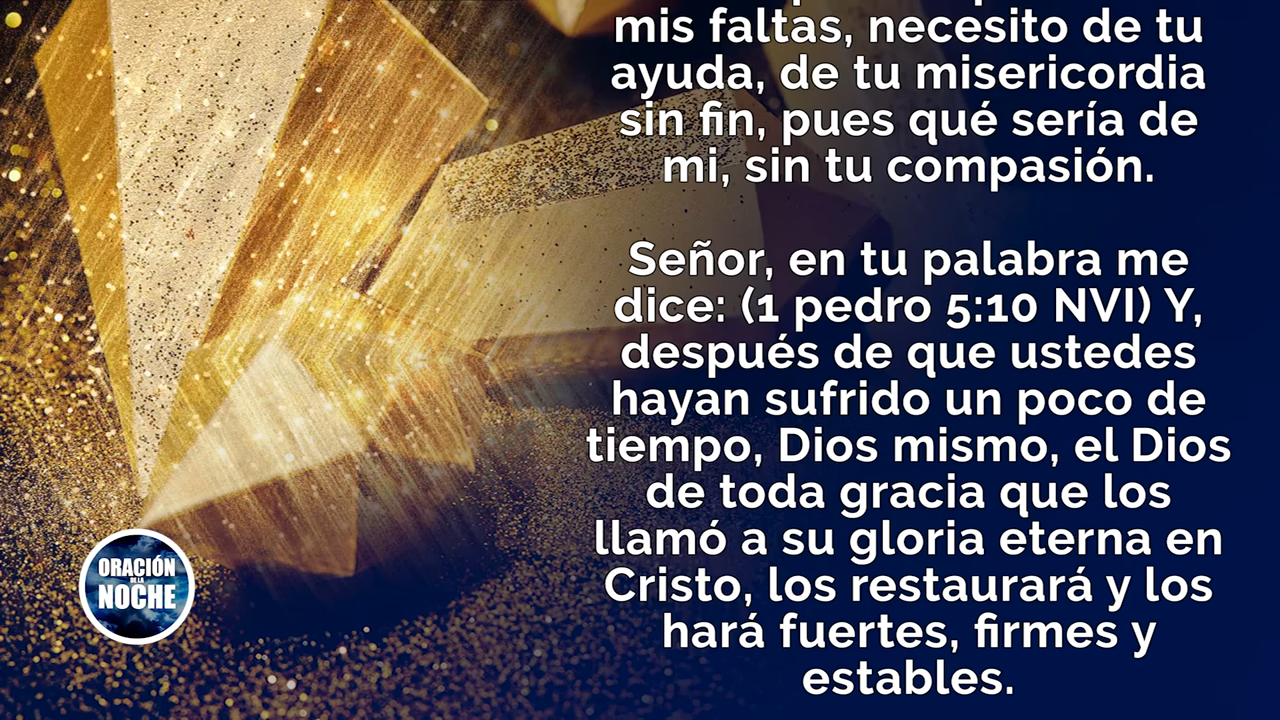 mis faltas, necesito de tu
ayuda, de tu misericordia
sin fin, pues qué sería de
mi, sin tu compasión.
Señor, en tu palabra me
dice: (1 pedro 5:10 NVI) Y,
después de que ustedes
hayan sufrido un poco de
tiempo, Dios mismo, el Dios
de toda gracia que los
llamó a su gloria eterna en
Cristo, los restaurará y los
hará fuertes, firmes y
estables.
ORACIÓN
DE LA
NOCHE